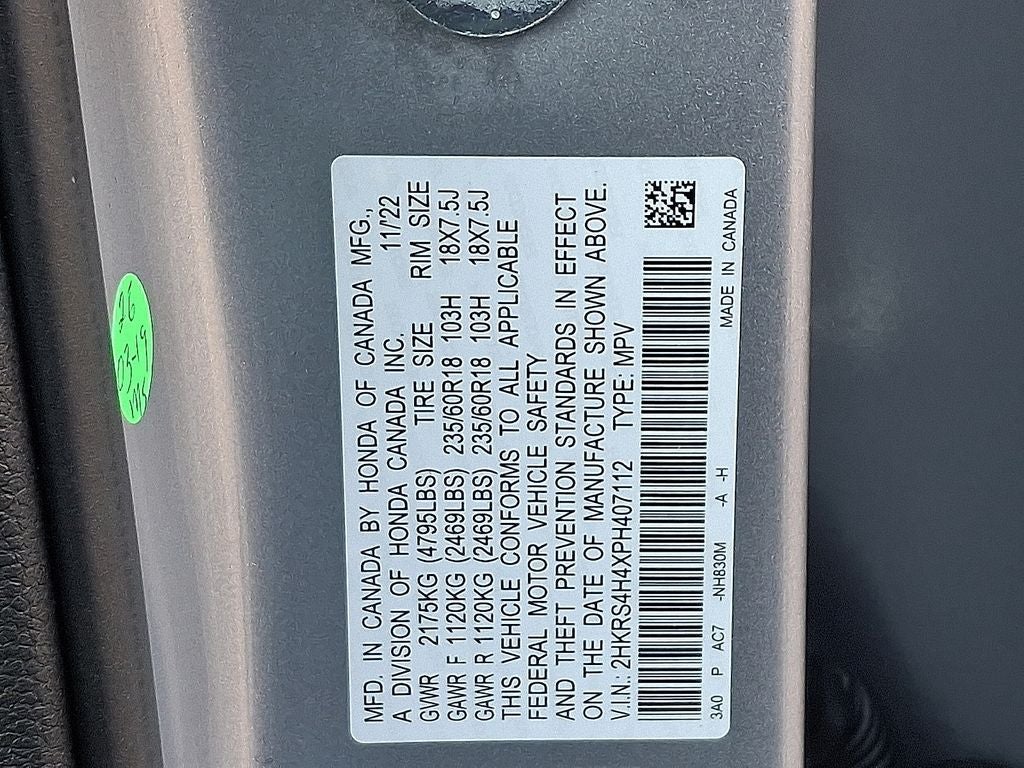 MFD. IN CANADA BY HONDA OF CANADA MFG.,
A DIVISION OF HONDA CANADA INC. 11/'22
GVWR 2175KG (4795LBS) TIRE SIZE RIM SIZE
GAWR F 1120KG (2469LBS) 235/60R18 103H 18X7.5J
GAWR R 1120KG (2469LBS) 235/60R18 103H 18X7.5J
THIS VEHICLE CONFORMS TO ALL APPLICABLE
FEDERAL MOTOR VEHICLE SAFETY
AND THEFT PREVENTION STANDARDS IN EFFECT
ON THE DATE OF MANUFACTURE SHOWN ABOVE.
V.I.N.: 2HKRS4H4XPH407112 TYPE: MPV
3A0 P AC7 -NH830M -A -H MADE IN CANADA
03-19